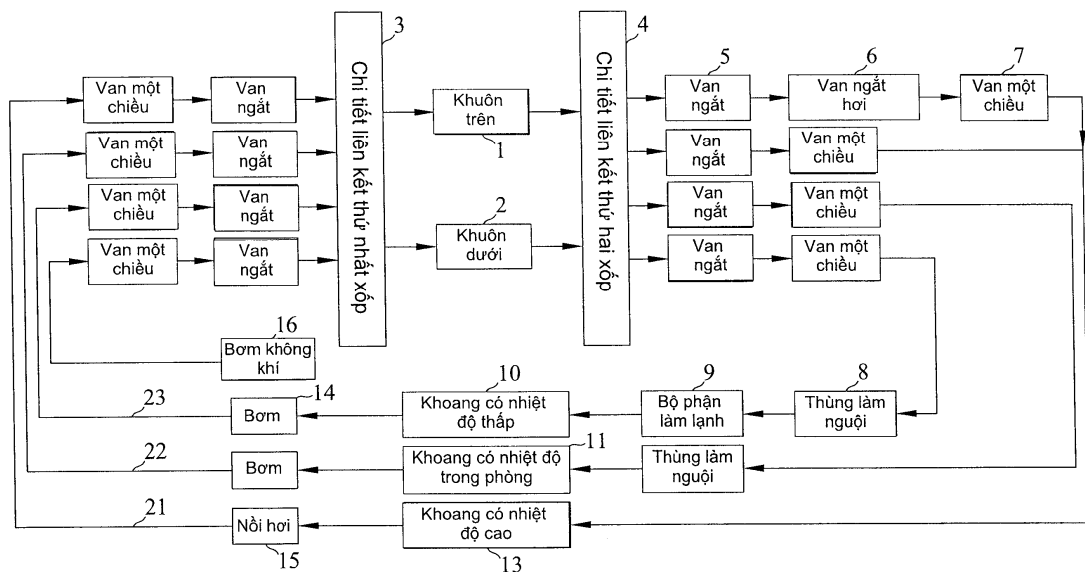 3
4
5
6
7
Van một
chiều
Van
ngắt
Chi tiết liên kết thứ nhất xốp
Khuôn
trên
1
Chi tiết liên kết thứ hai xốp
Van
ngắt
Van ngắt
hơi
Van một
chiều
Van một
chiều
Van
ngắt
Van
ngắt
Van một
chiều
Van một
chiều
Van
ngắt
2
Khuôn
dưới
Van
ngắt
Van một
chiều
Van một
chiều
Van
ngắt
Van
ngắt
Van một
chiều
16
Bơm không
khí
23
14
Bơm
10
Khoang có nhiệt
độ thấp
9
Bộ phận
làm lạnh
8
Thùng làm
nguội
22
Bơm
11
Khoang có nhiệt độ
trong phòng
Thùng làm
nguội
21
Nồi hơi
15
Khoang có nhiệt
độ cao
13